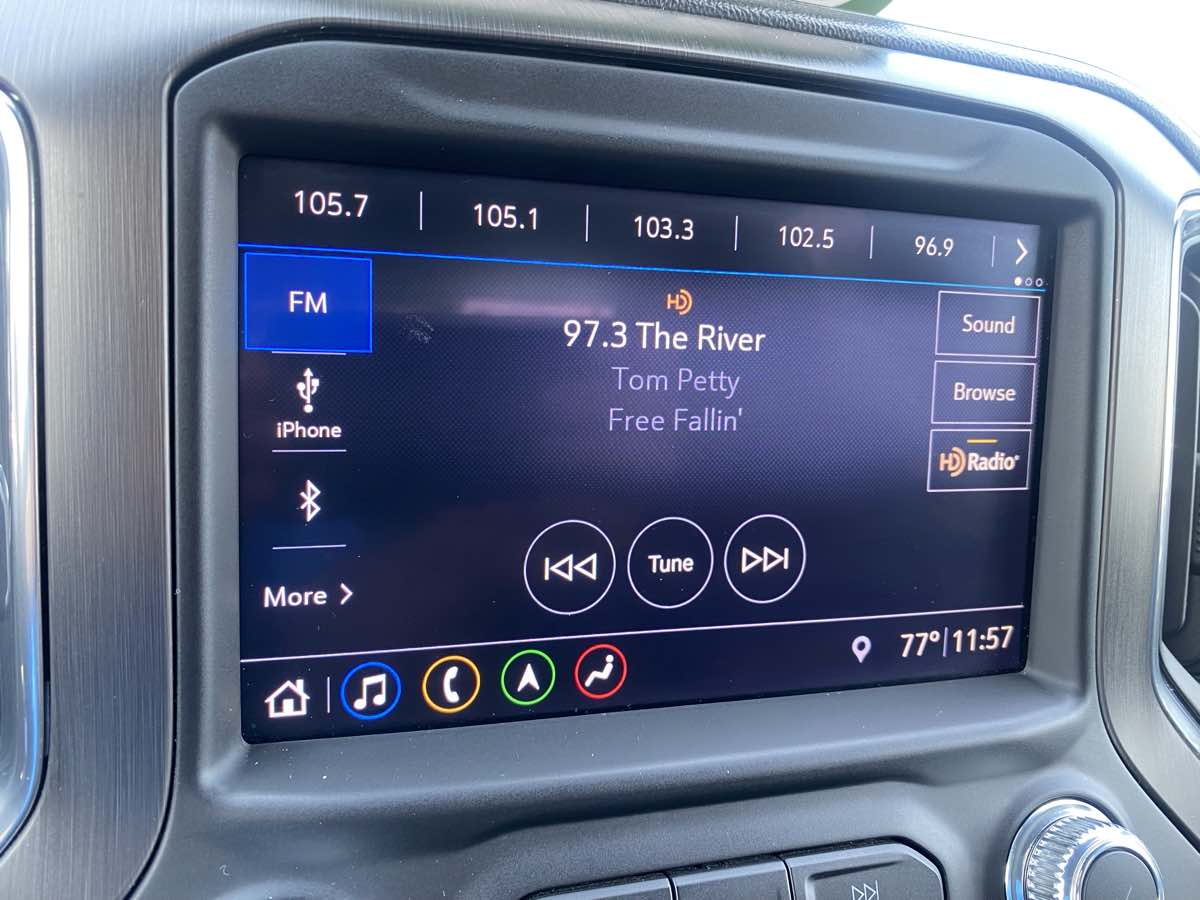 105.7 105.1 103.3 102.5 96.9
FM
iPhone
More
HD
97.3 The River
Tom Petty
Free Fallin'
Tune
Sound
Browse
HD Radio
77° 11:57